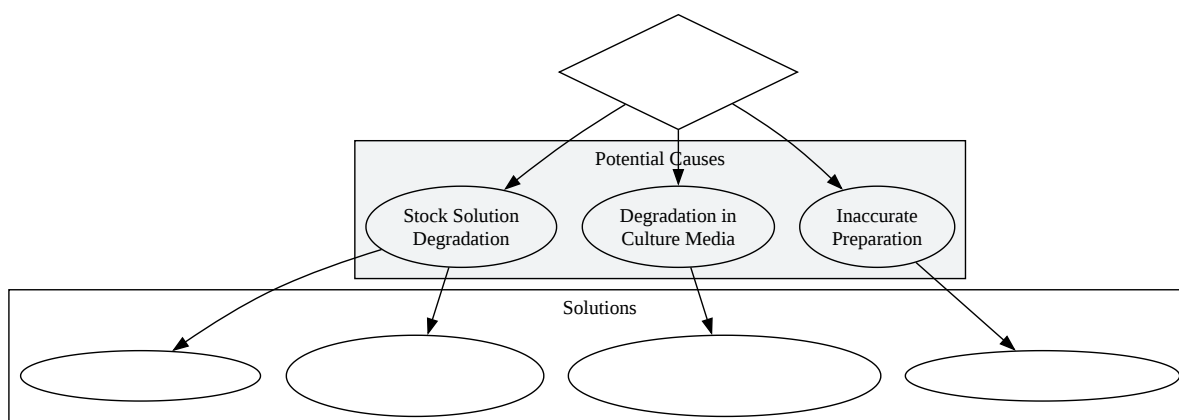 Potential Causes
Stock Solution
Degradation
Degradation in
Culture Media
Inaccurate
Preparation
Solutions